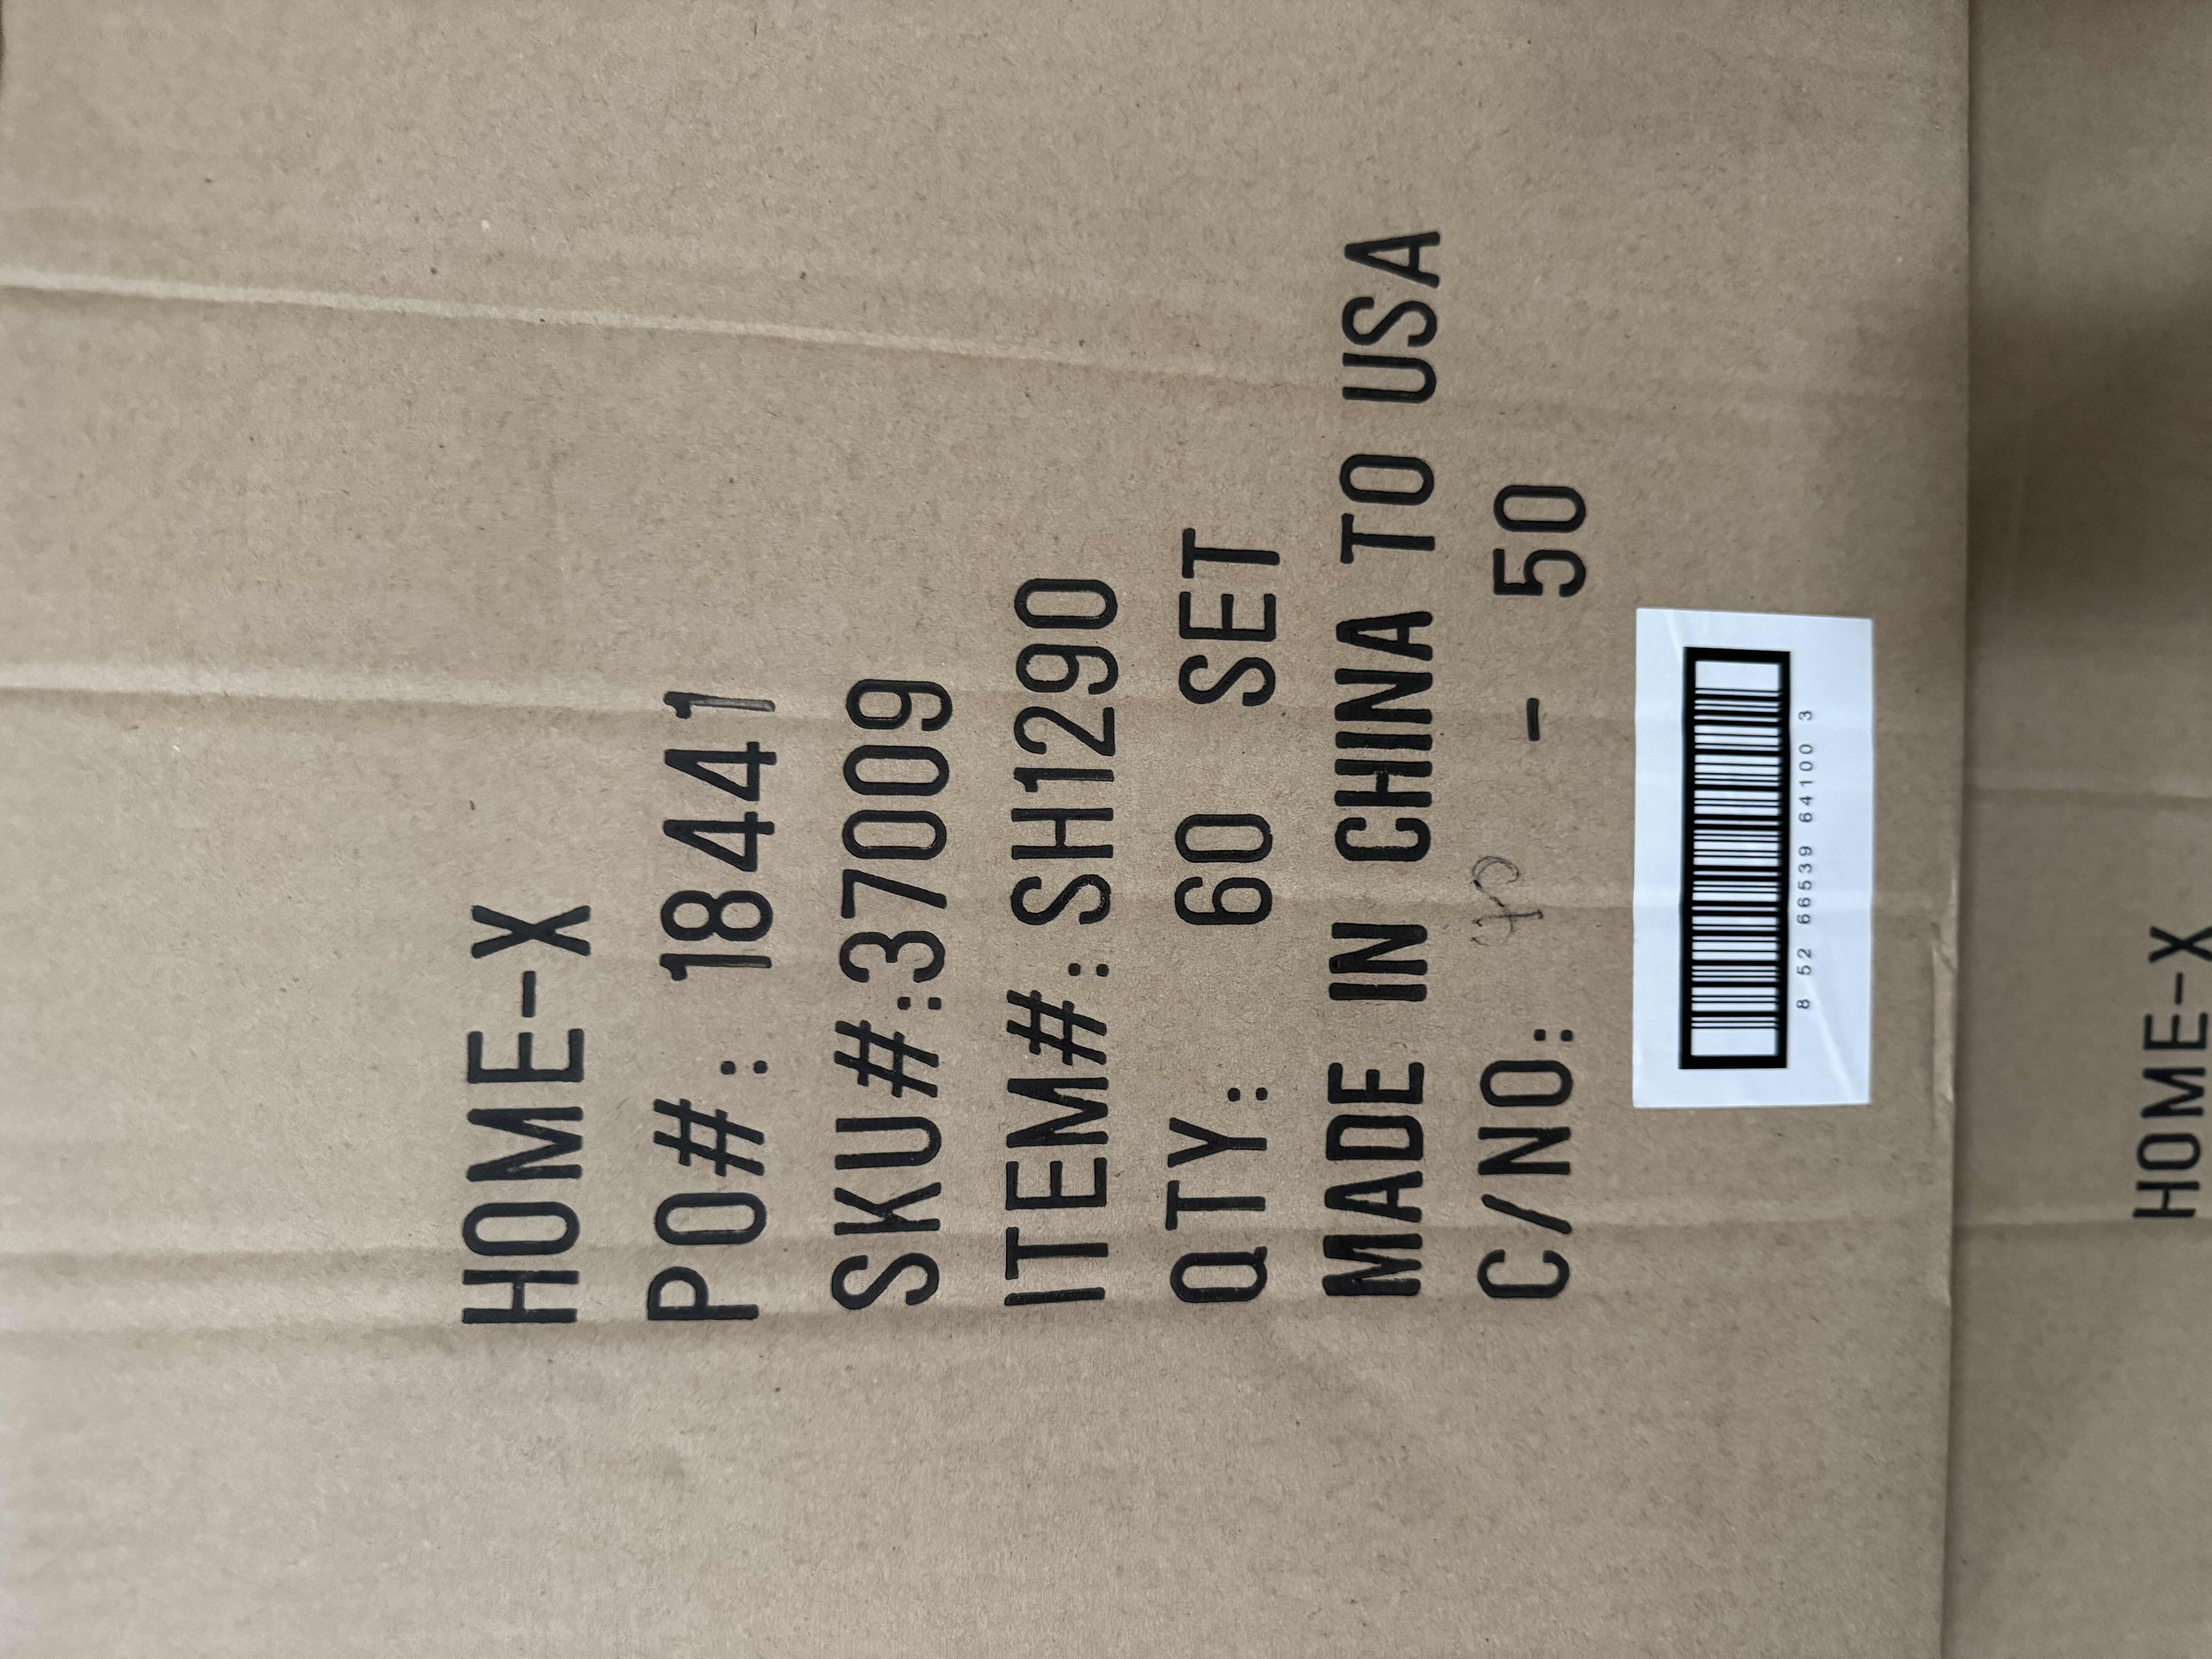 HOME-X
PO#: 18441
SKU#:37009
ITEM#: SH1290
QTY: 60 SET
MADE IN CHINA TO USA
C/NO: - 50
8 52 66539 64100 3
HOME-X